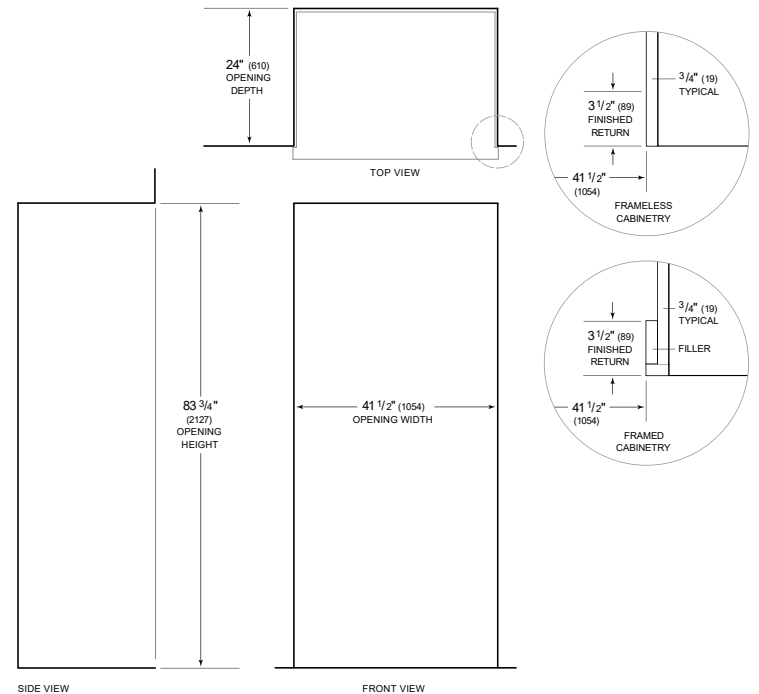 24" (610)
OPENING
DEPTH
TOP VIEW
3/4" (19)
TYPICAL
3 1/2" (89)
FINISHED
RETURN
41 1/2"
(1054)
FRAMELESS
CABINETRY
3/4" (19)
TYPICAL
3 1/2" (89)
FINISHED
RETURN
FILLER
41 1/2"
(1054)
FRAMED
CABINETRY
83 3/4"
(2127)
OPENING
HEIGHT
41 1/2" (1054)
OPENING WIDTH
SIDE VIEW
FRONT VIEW